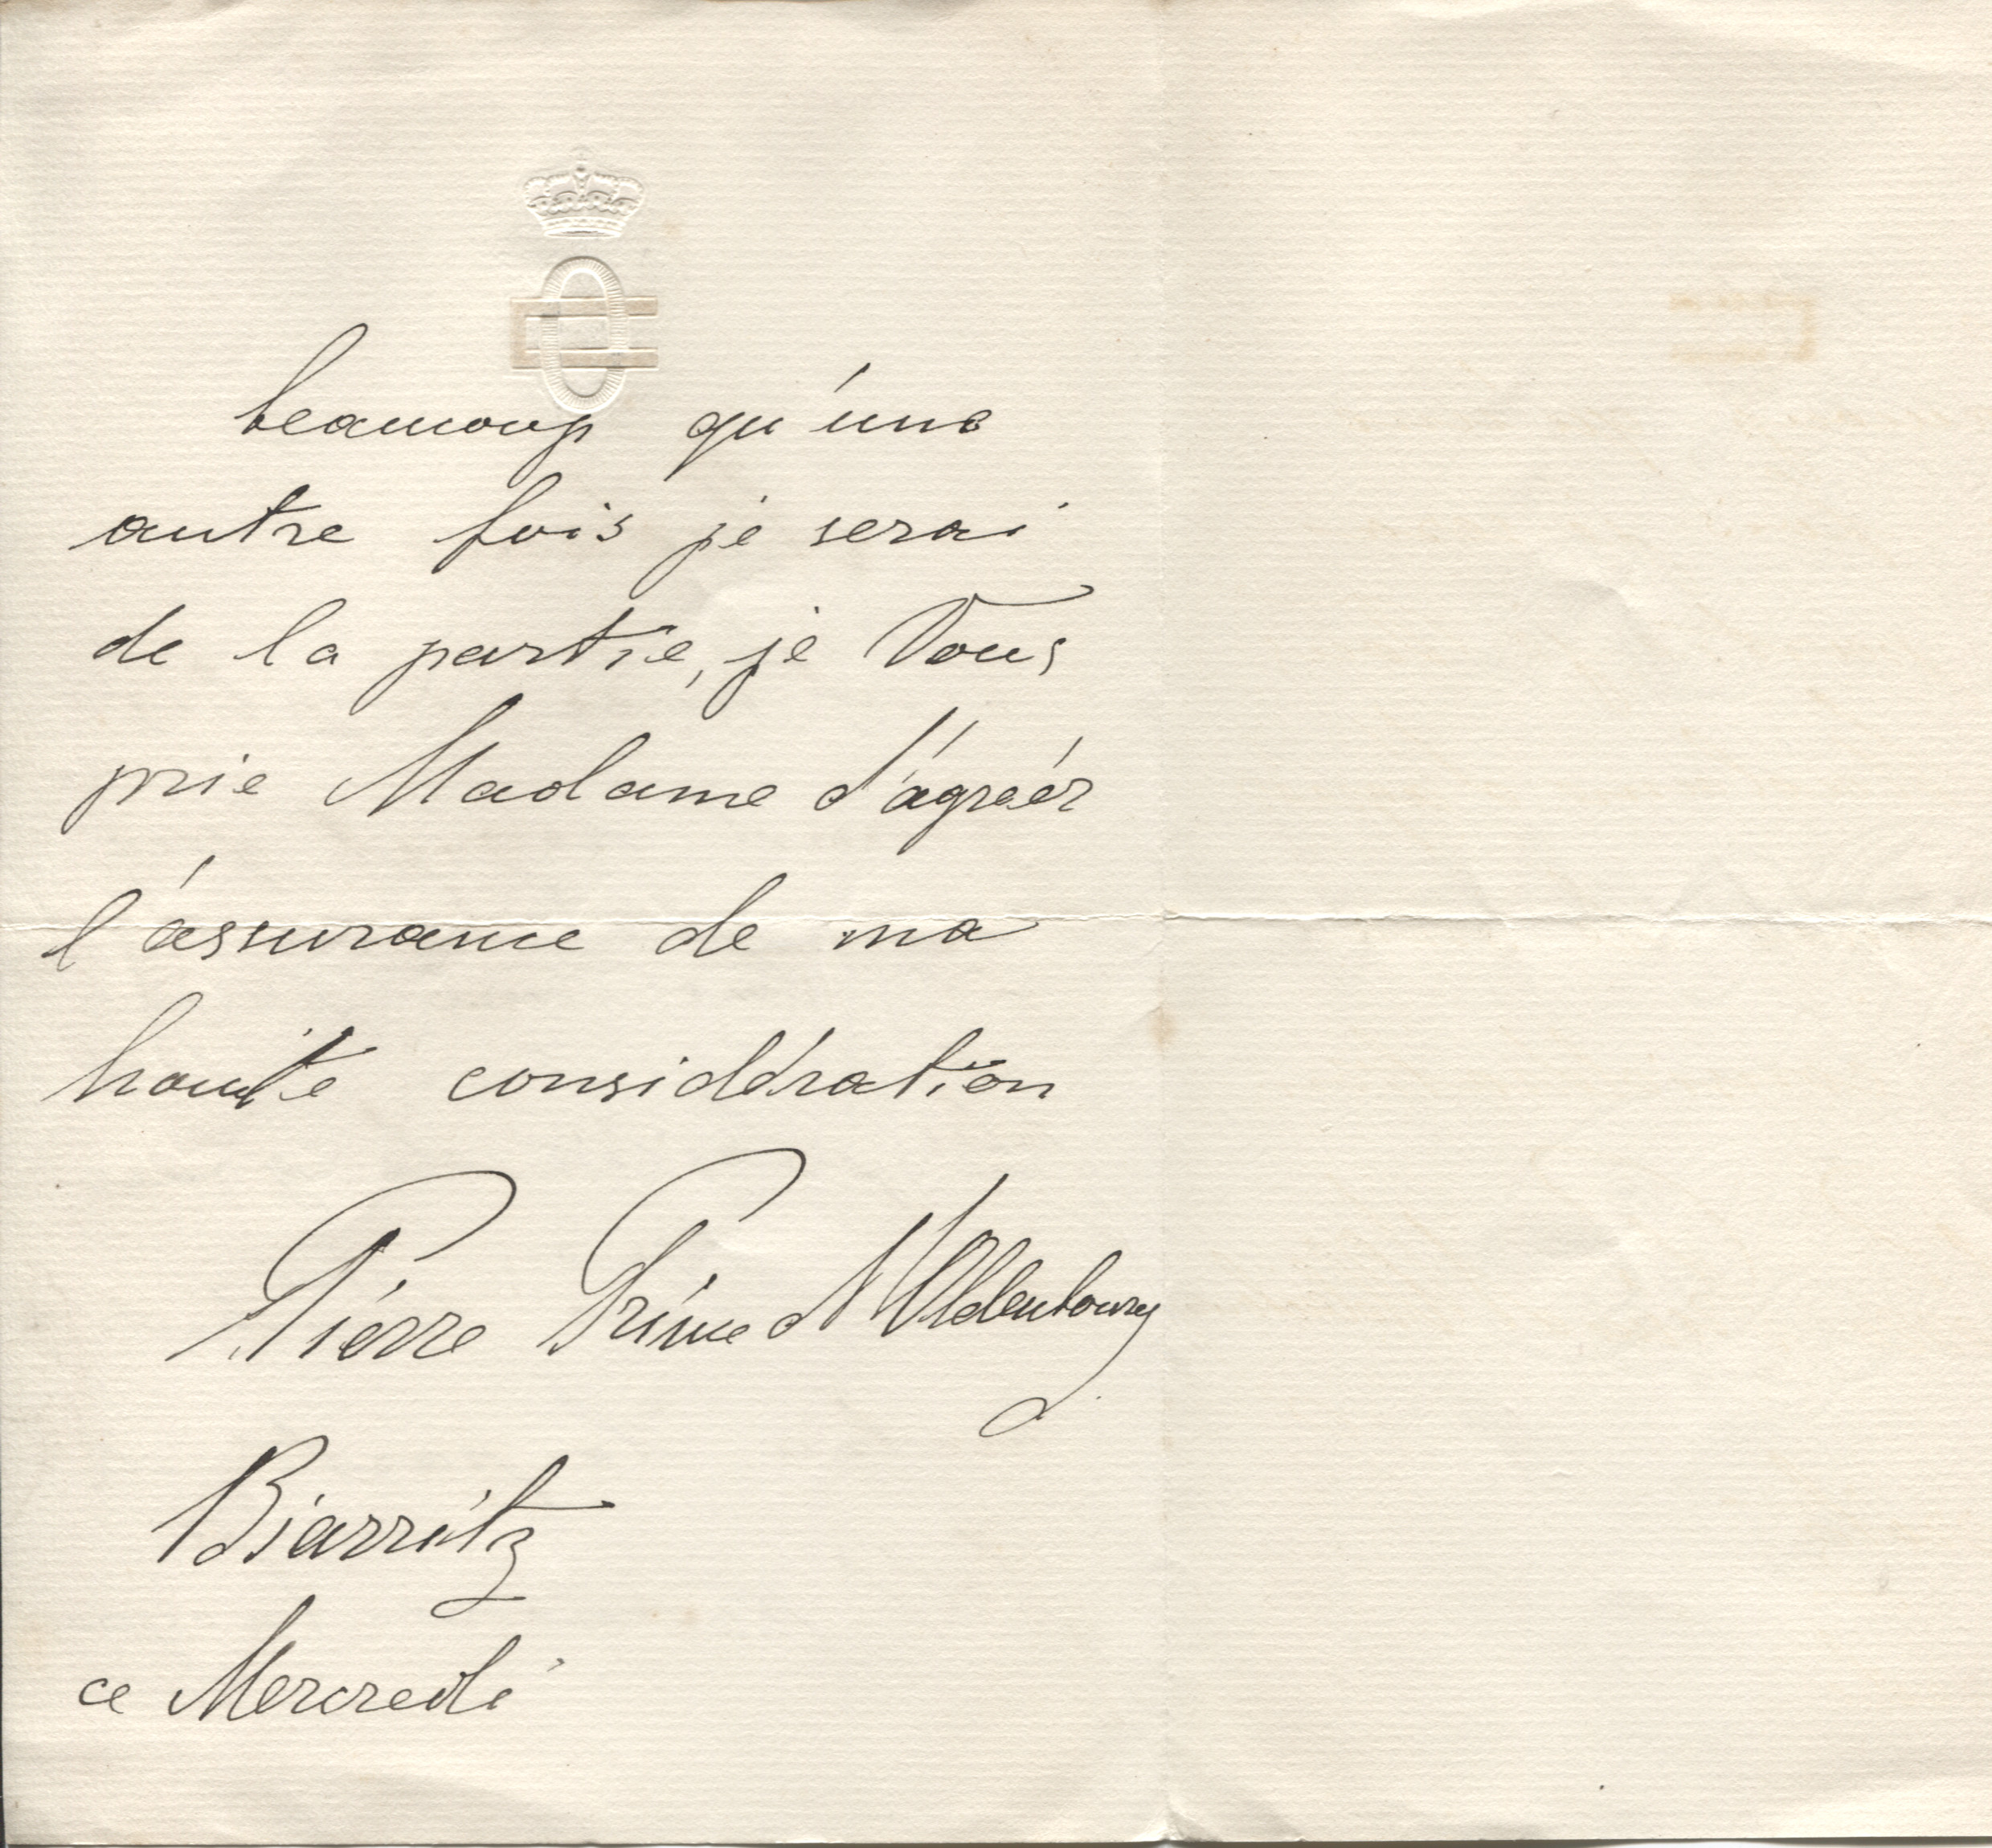 beaucoup qu'une
autre fois je serai
de la partie, je Vous
prie Madame d'agréer
l'assurance de ma
haute considération
Pierre Prince d'Oldenbourg
Biarritz
ce Mercredi